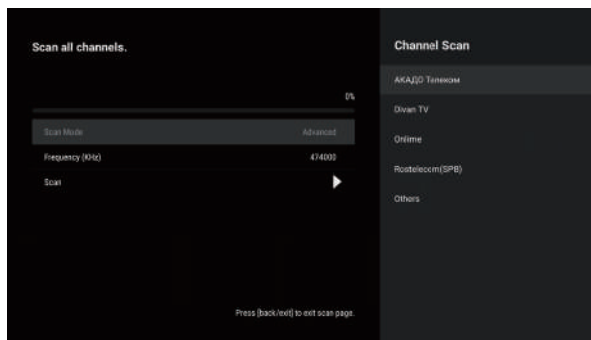 Scan all channels.
0%
Scan Mode Advanced
Frequency (KHz) 474000
Scan
Press [back/exit] to exit scan page.
Channel Scan
АКАДО Телеком
Divan TV
Onlime
Rostelecom(SPB)
Others